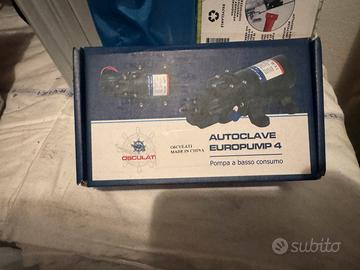 AUTOCLAVE
EUROPUMP 4
Pompa a basso consumo
OSCULATI
MADE IN CHINA
OSCULATI
subito